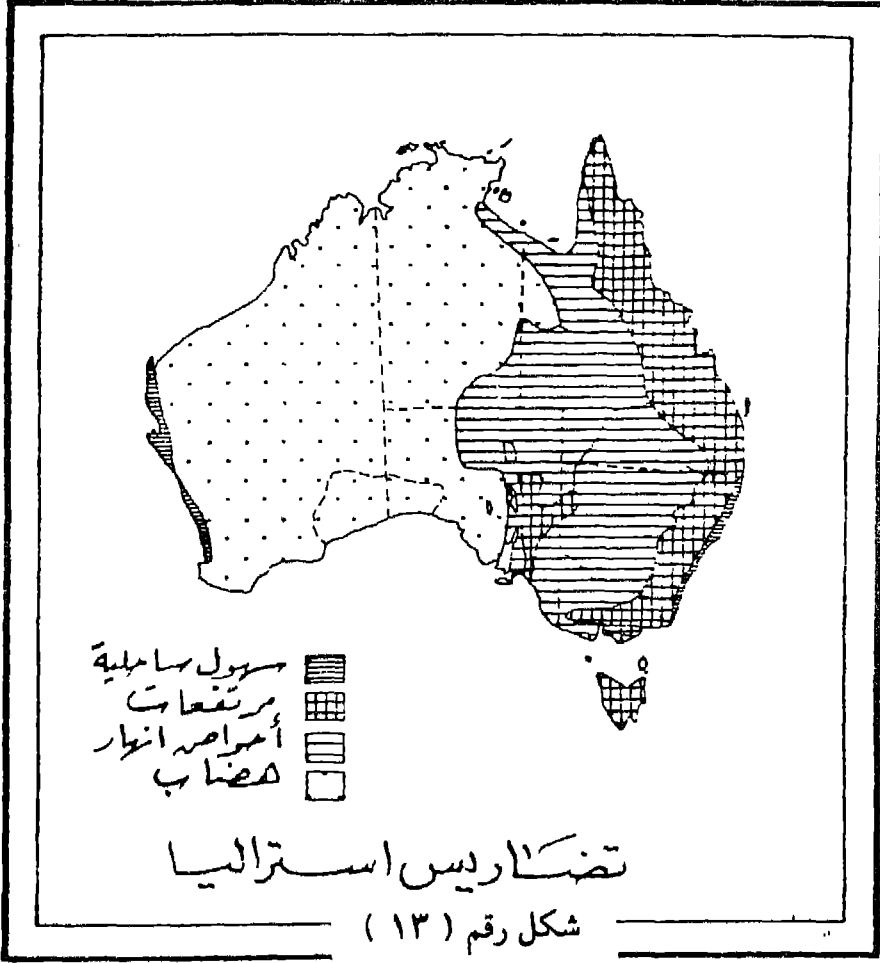 سهول ساحلية
مرتفعات
أحواض انهار
هضاب
تضاريس استراليا
شكل رقم ( ١٣ )